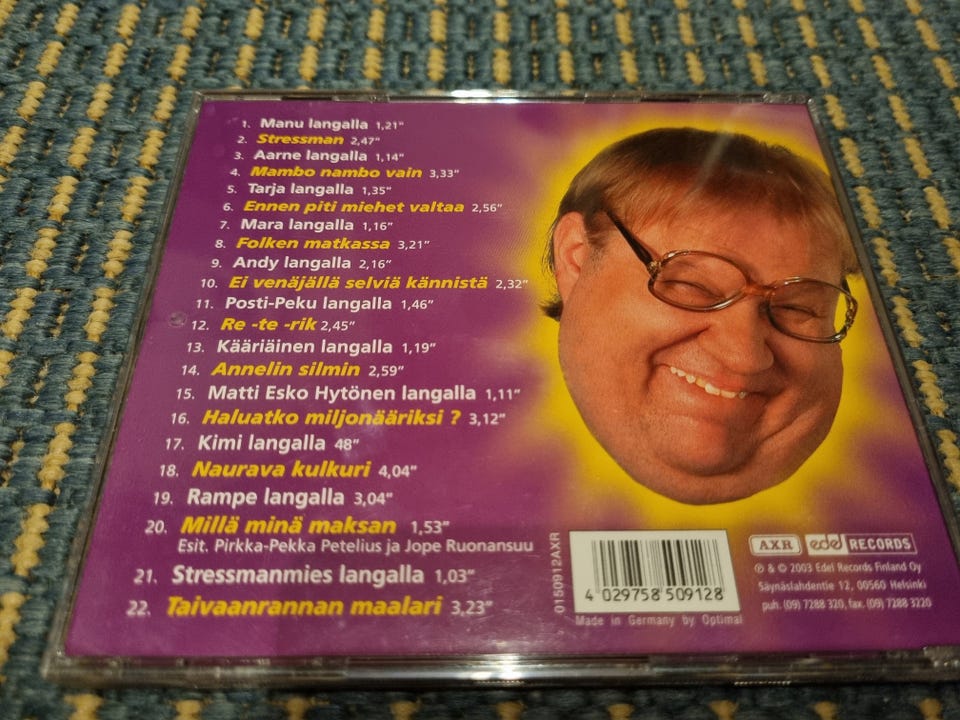 1. Manu langalla 1,21”
2. Stressman 2,47”
3. Aarne langalla 1,14”
4. Mambo nambo vain 3,33”
5. Tarja langalla 1,35”
6. Ennen piti miehet valtaa 2,56”
7. Mara langalla 1,16”
8. Folken matkassa 3,21”
9. Andy langalla 2,16”
10. Ei venäjällä selviä kännistä 2,32”
11. Posti-Peku langalla 1,46”
12. Re -te -rik 2,45”
13. Kääriäinen langalla 1,19”
14. Annelin silmin 2,59”
15. Matti Esko Hytönen langalla 1,11”
16. Haluatko miljonääriksi ? 3,12”
17. Kimi langalla 48”
18. Naurava kulkuri 4,04”
19. Rampe langalla 3,04”
20. Millä minä maksan 1,53”
Esit. Pirkka-Pekka Petelius ja Jope Ruonansuu
21. Stressmanmies langalla 1,03”
22. Taivaanrannan maalari 3,23”
0150912AXR
4 029758 509128
Made in Germany by Optimal
AXR edel RECORDS
℗ & © 2003 Edel Records Finland Oy
Säynäslahdentie 12, 00560 Helsinki
puh. (09) 7288 320, fax. (09) 7288 3220